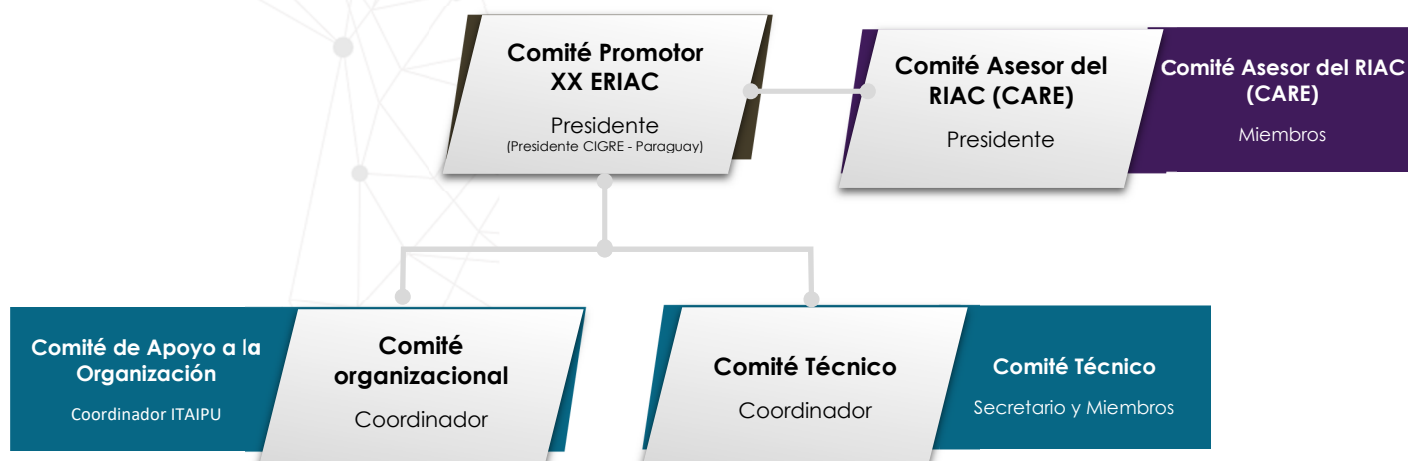 Comité Promotor
XX ERIAC
Presidente
(Presidente CIGRE - Paraguay)
Comité Asesor del
RIAC (CARE)
Presidente
Comité Asesor del RIAC
(CARE)
Miembros
Comité de Apoyo a la
Organización
Coordinador ITAIPU
Comité
organizacional
Coordinador
Comité Técnico
Coordinador
Comité Técnico
Secretario y Miembros